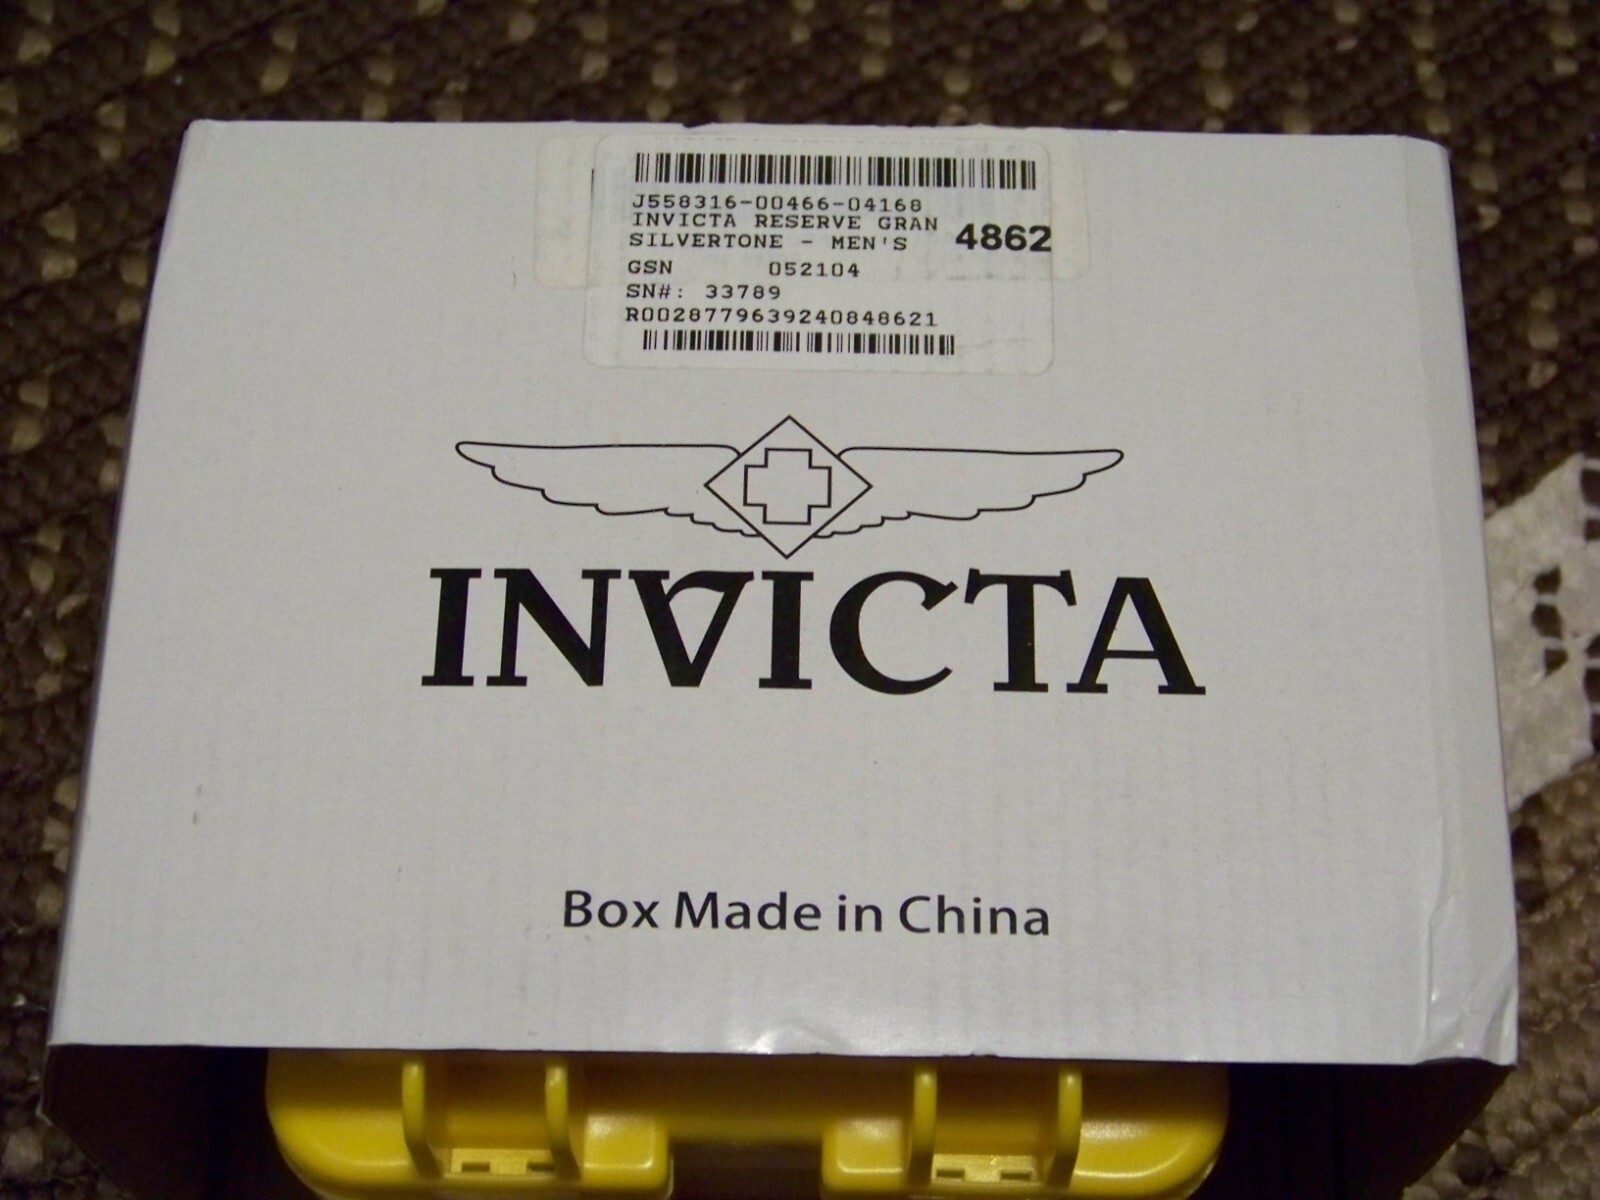 J558316-00466-04168
INVICTA RESERVE GRAN
SILVERTONE - MEN'S
4862
GSN 052104
SN#: 33789
R0028779639240848621
INVICTA
Box Made in China